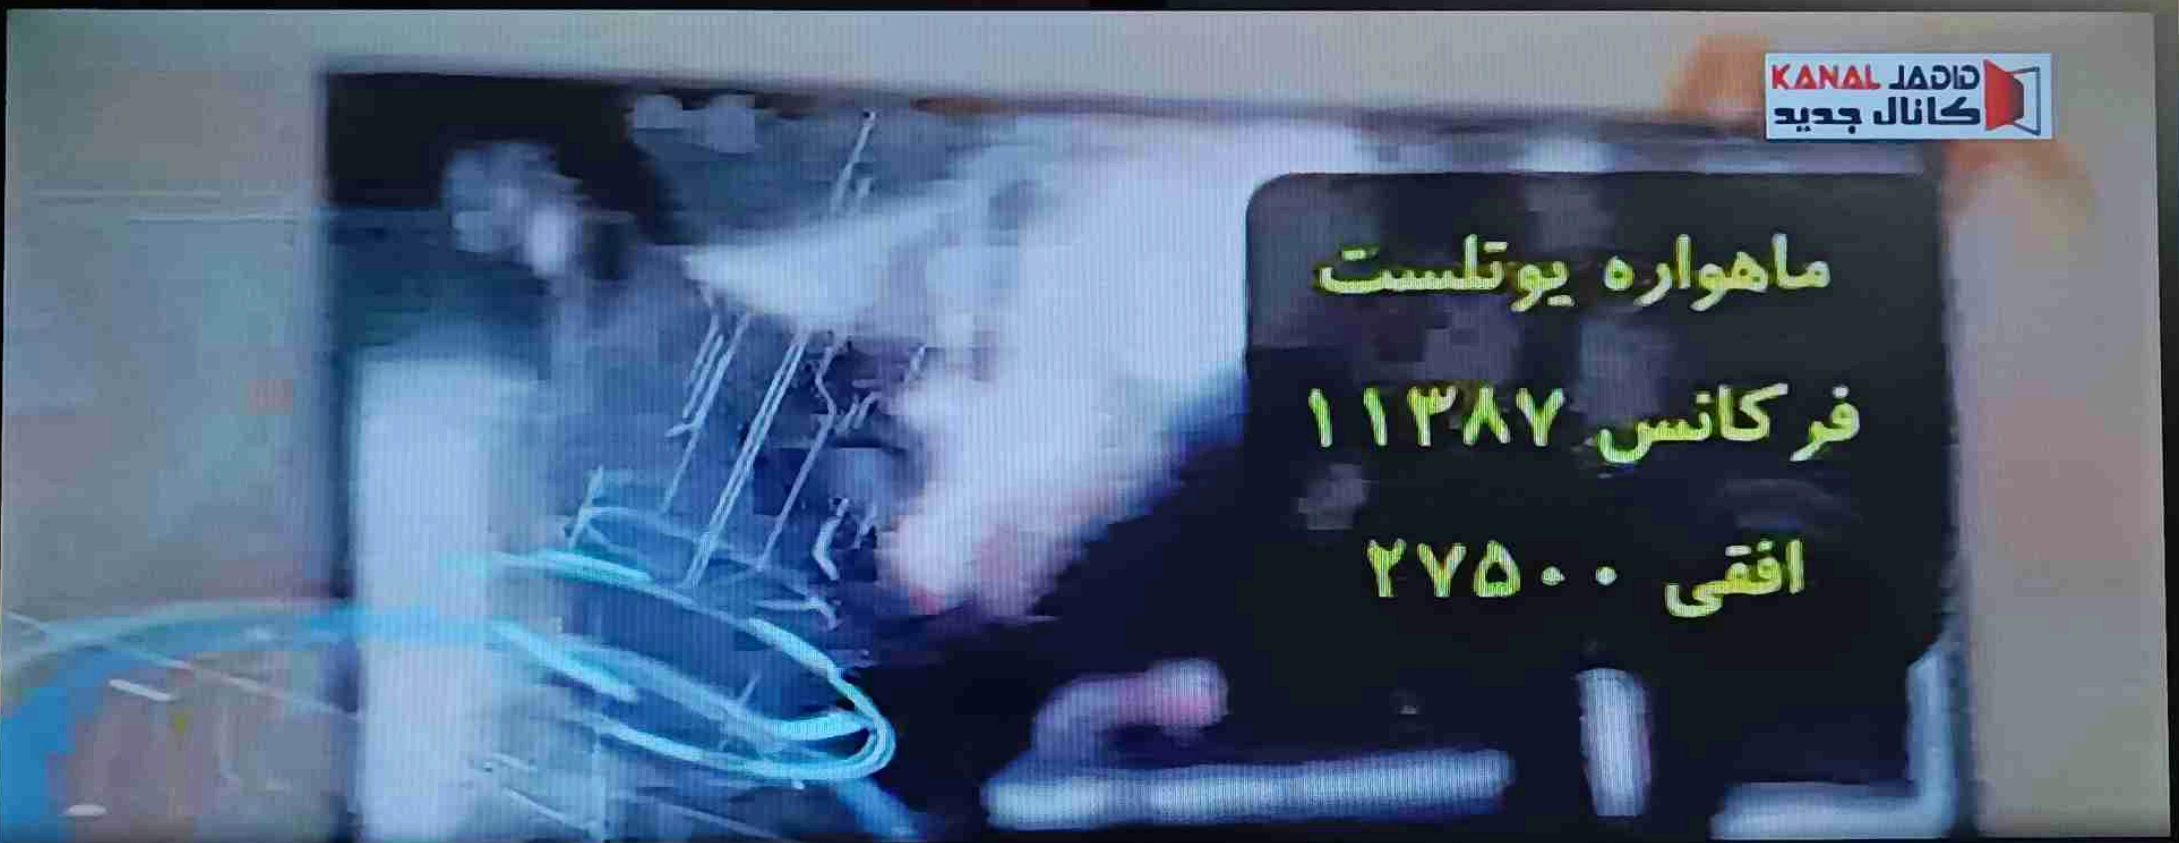 KANAL JADID
کانال جدید
ماهواره یوتلست
فرکانس ۱۱۳۸۷
افقی ۲۷۵۰۰